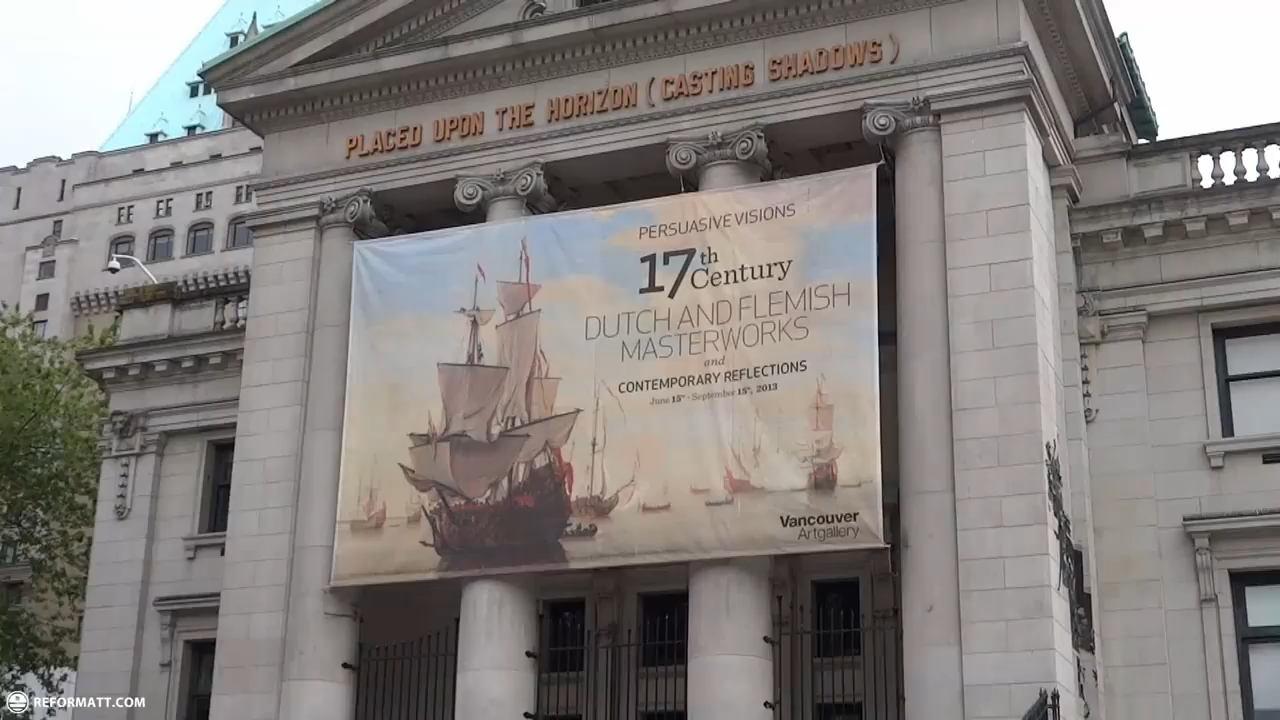 PLACED UPON THE HORIZON (CASTING SHADOWS)
PERSUASIVE VISIONS
17th Century
DUTCH AND FLEMISH
MASTERWORKS
and
CONTEMPORARY REFLECTIONS
June 15th - September 15th, 2013
Vancouver
Artgallery
REFORMATT.COM